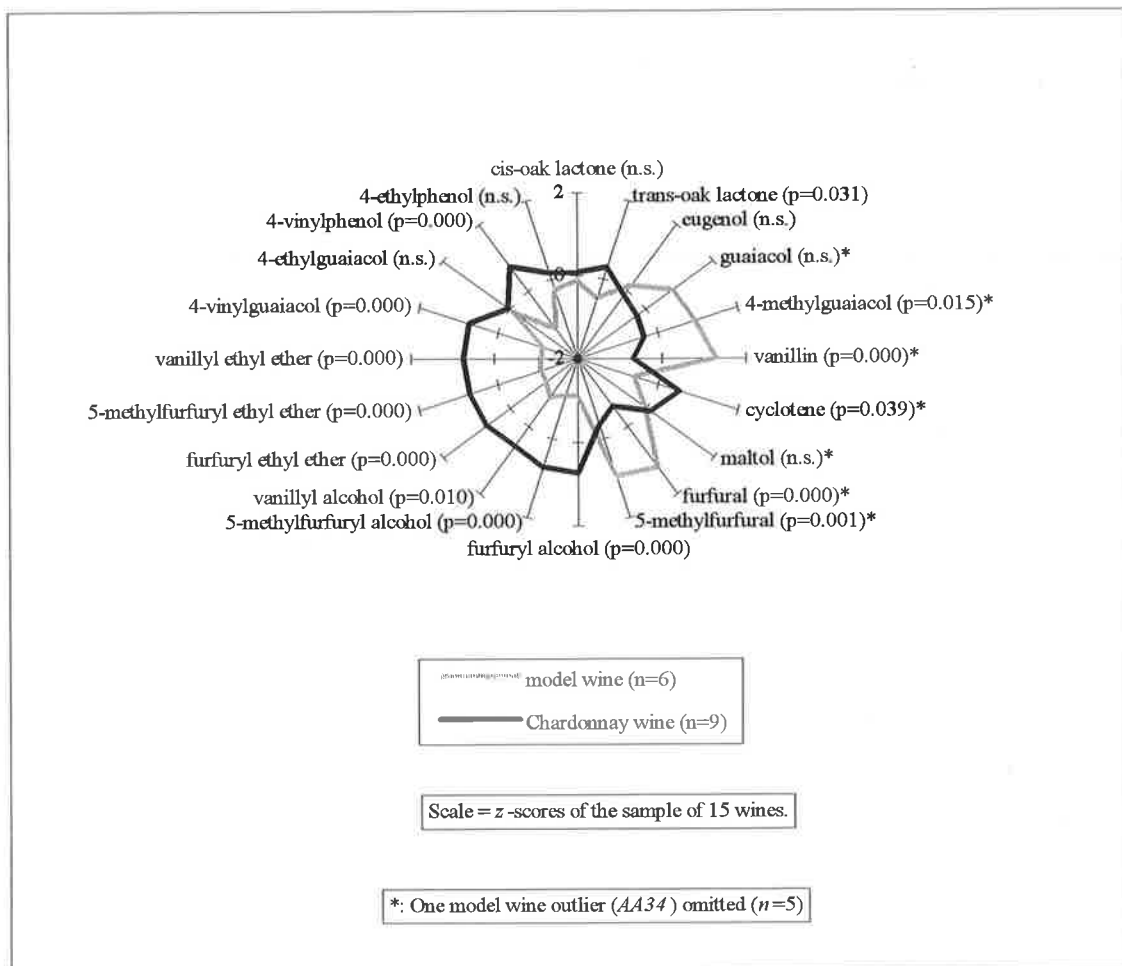 cis-oak lactone (n.s.)
2
4-ethylphenol (n.s.)
trans-oak lactone (p=0.031)
4-vinylphenol (p=0.000)
eugenol (n.s.)
4-ethylguaiacol (n.s.)
0
guaiacol (n.s.)*
4-vinylguaiacol (p=0.000)
4-methylguaiacol (p=0.015)*
vanillyl ethyl ether (p=0.000)
-2
vanillin (p=0.000)*
5-methylfurfuryl ethyl ether (p=0.000)
cyclotene (p=0.039)*
furfuryl ethyl ether (p=0.000)
maltol (n.s.)*
vanillyl alcohol (p=0.010)
furfural (p=0.000)*
5-methylfurfuryl alcohol (p=0.000)
5-methylfurfural (p=0.001)*
furfuryl alcohol (p=0.000)
model wine (n=6)
Chardonnay wine (n=9)
Scale = z-scores of the sample of 15 wines.
*: One model wine outlier (AA34) omitted (n=5)